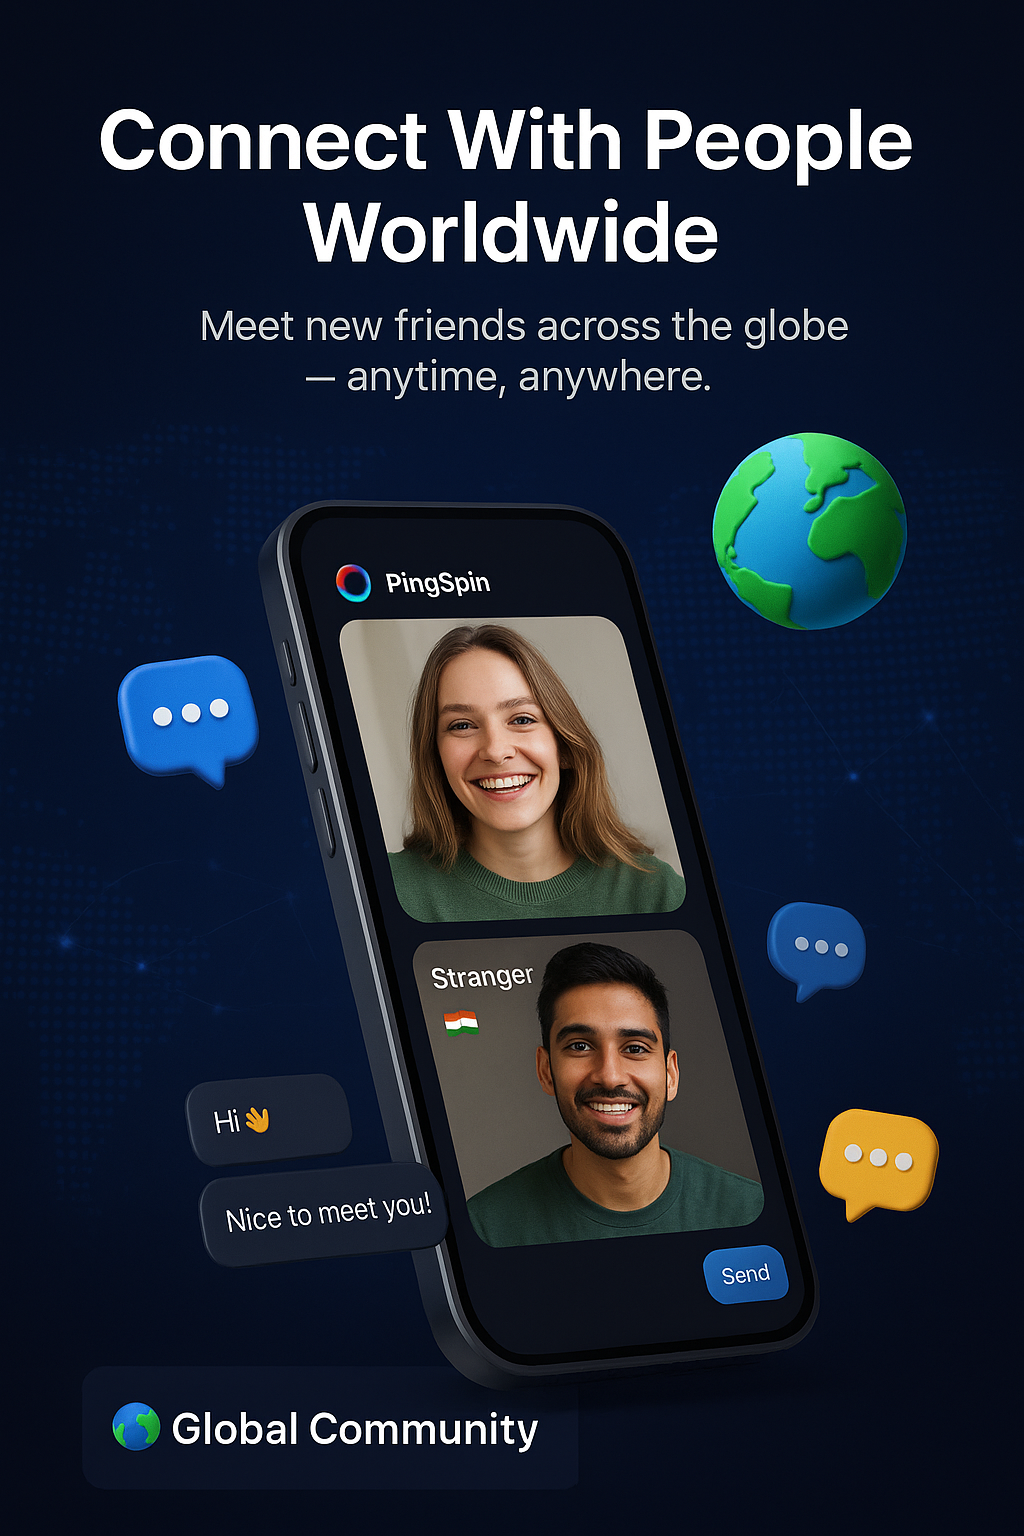 Connect With People
Worldwide
Meet new friends across the globe
— anytime, anywhere.
PingSpin
Stranger
Hi👋
Nice to meet you!
Send
Global Community